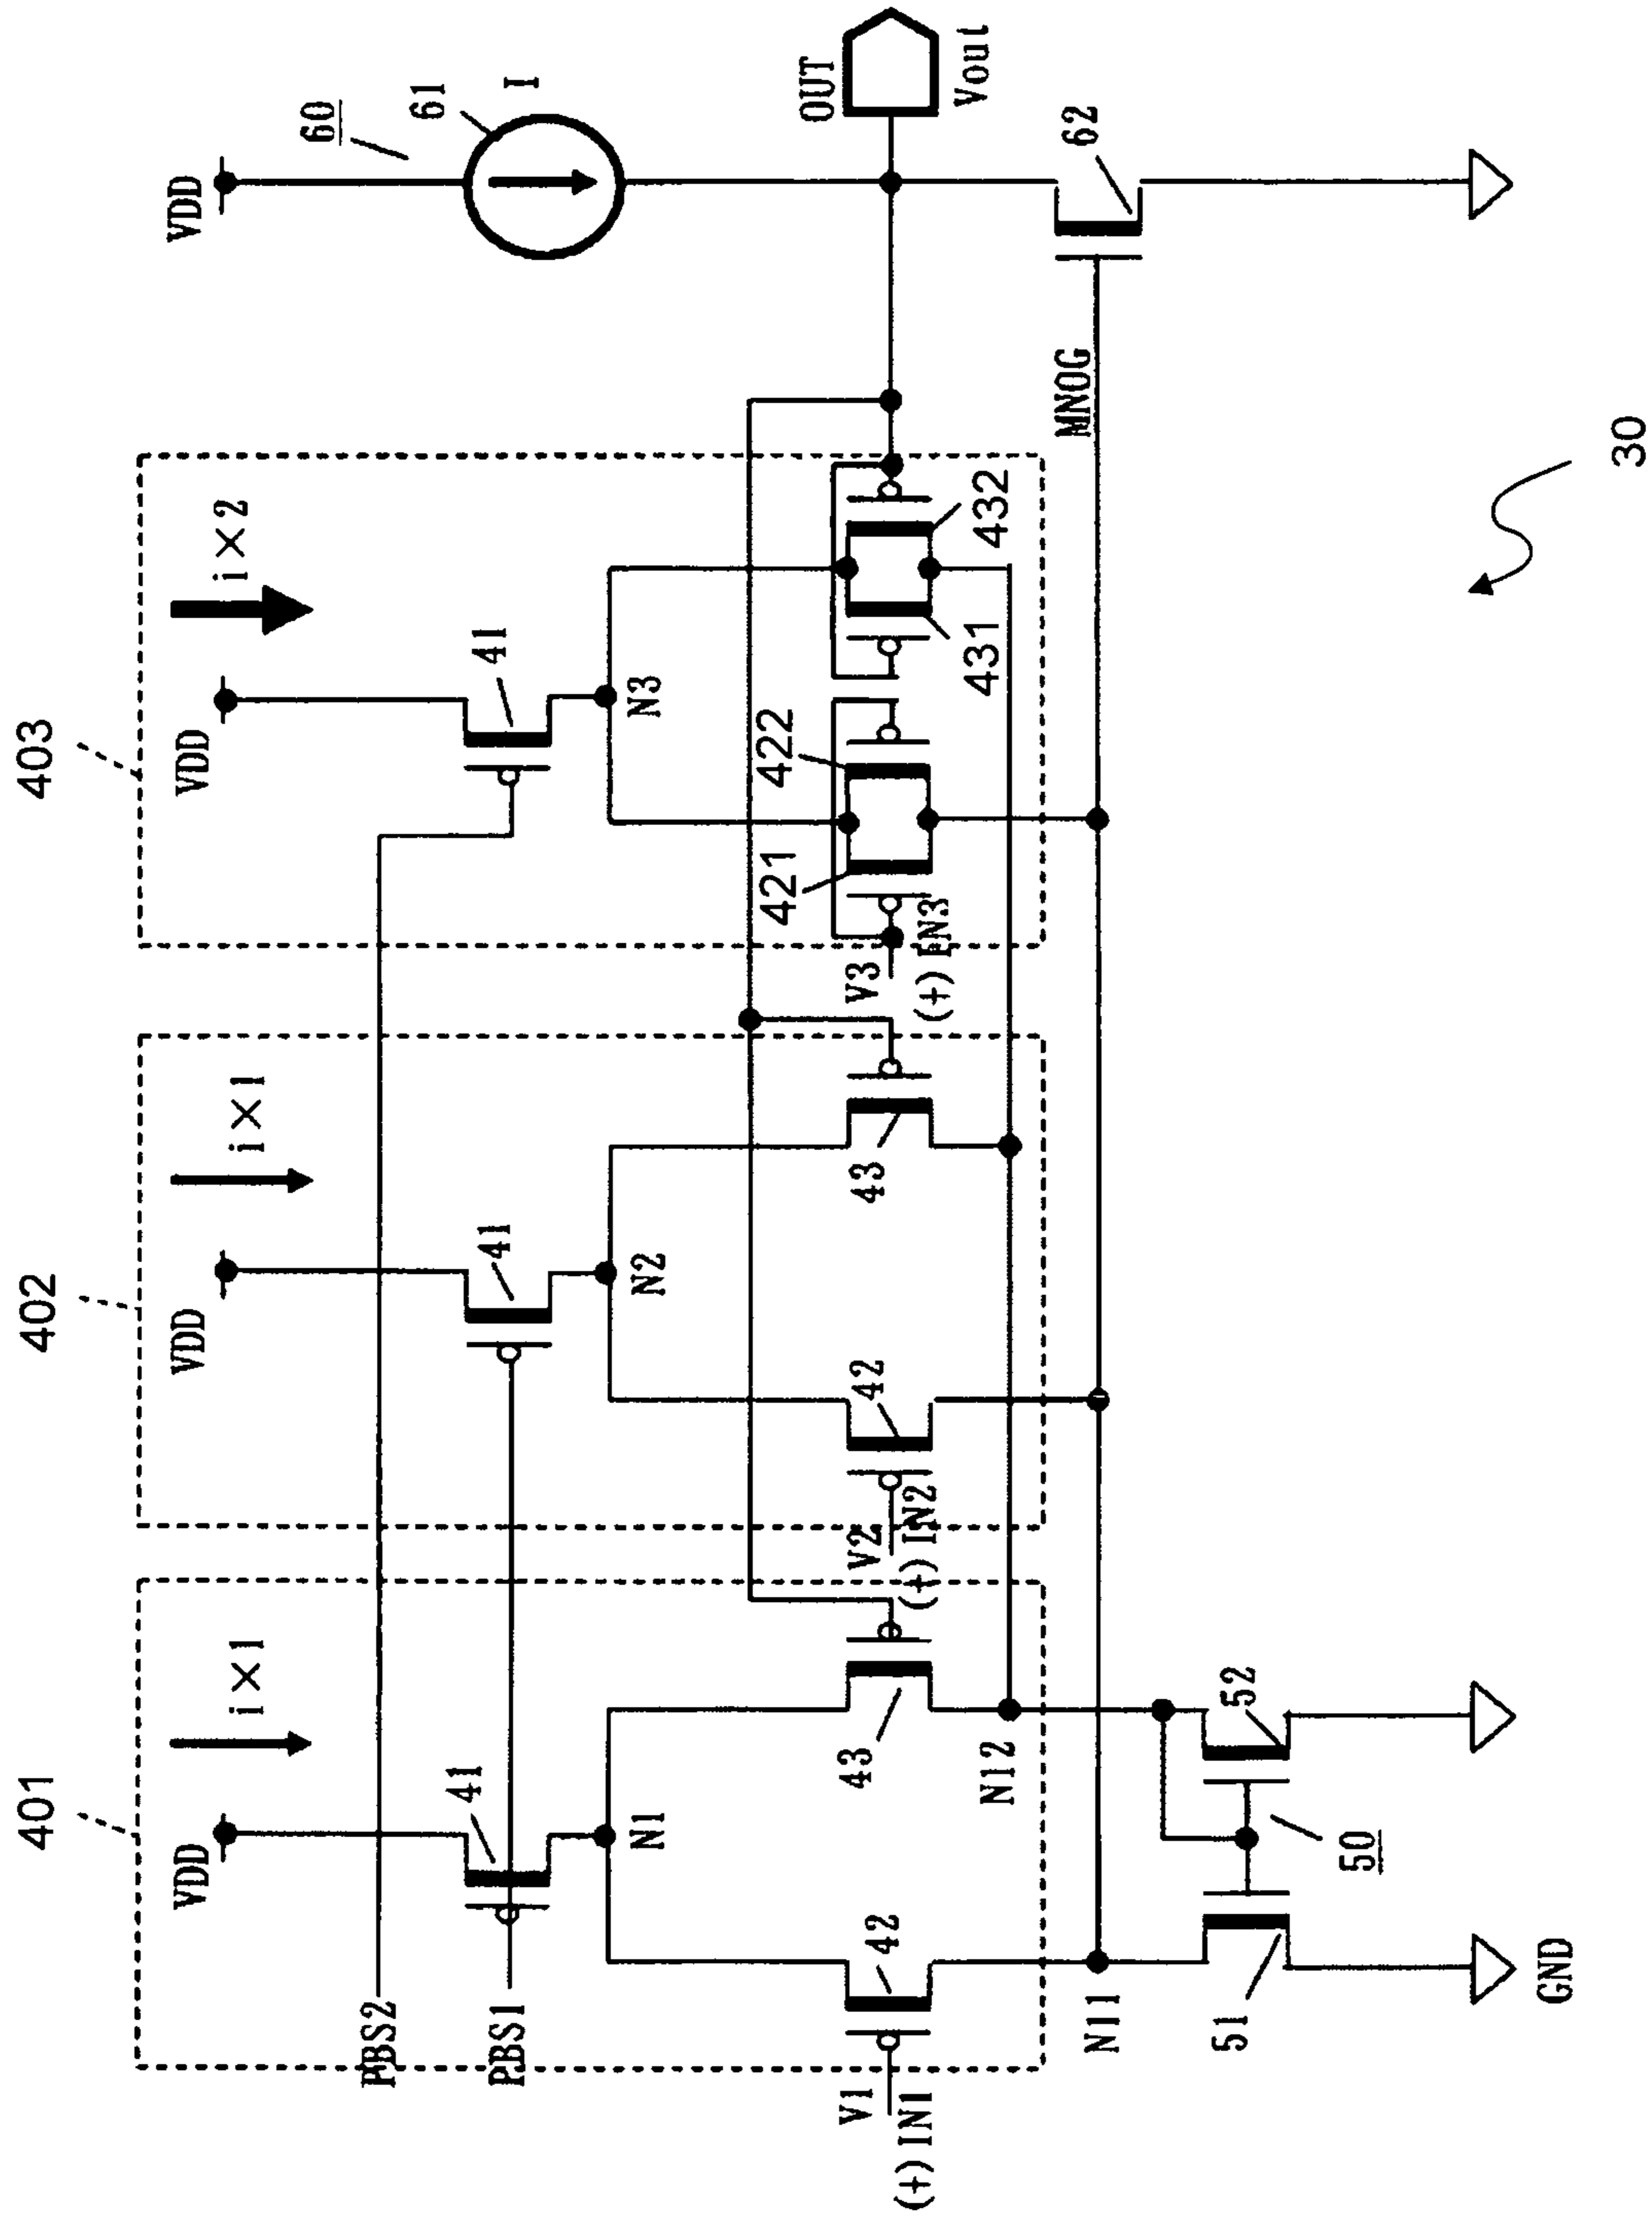 401
402
403
i×1
i×1
i×2
60
VDD
VDD
VDD
VDD
61
I
41
41
41
PBS2
PBS1
N1
N2
N3
OUT
Vout
421
422
V1
(+) IN1
42
43
V2
(+) IN2
42
43
V3
(+) IN3
431
432
N12
N11
MNOG
62
51
52
50
GND
30